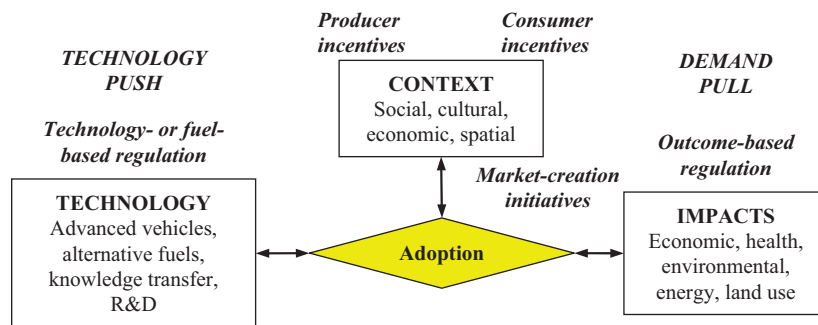 Producer
incentives
Consumer
incentives
TECHNOLOGY
PUSH
DEMAND
PULL
CONTEXT
Social, cultural,
economic, spatial
Technology- or fuel-
based regulation
Outcome-based
regulation
Market-creation
initiatives
TECHNOLOGY
Advanced vehicles,
alternative fuels,
knowledge transfer,
R&D
Adoption
IMPACTS
Economic, health,
environmental,
energy, land use